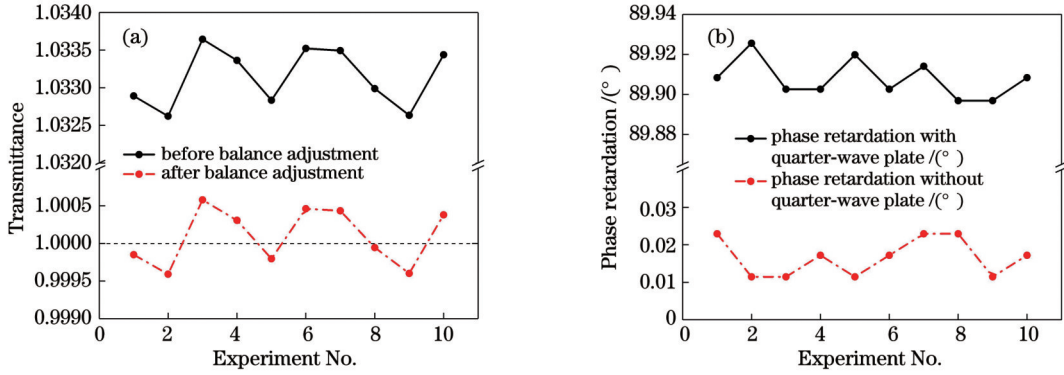 (a)
Transmittance
1.0340
1.0335
1.0330
1.0325
1.0320
1.0005
1.0000
0.9995
0.9990
before balance adjustment
after balance adjustment
0 2 4 6 8 10
Experiment No.
(b)
Phase retardation /(° )
89.94
89.92
89.90
89.88
0.03
0.02
0.01
0
phase retardation with
quarter-wave plate /(° )
phase retardation without
quarter-wave plate /(° )
0 2 4 6 8 10
Experiment No.